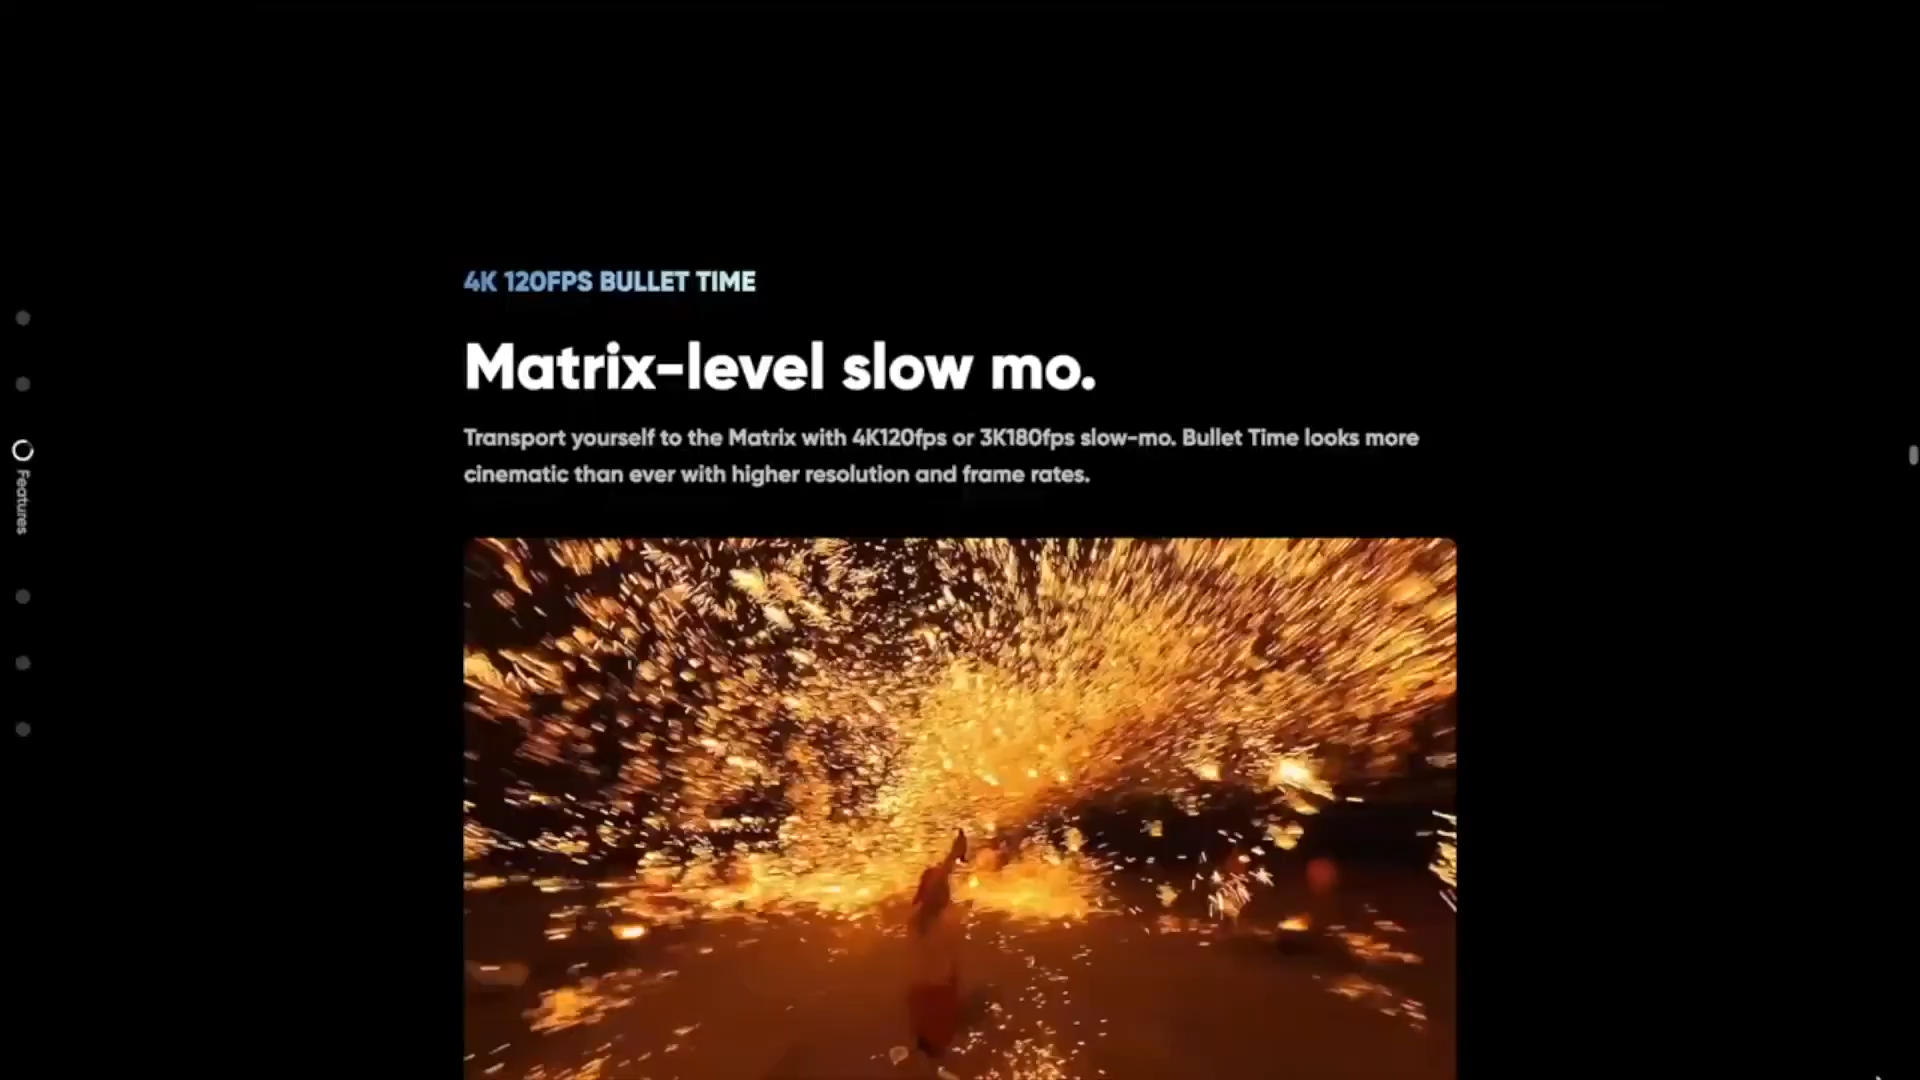 4K 120FPS BULLET TIME
Matrix-level slow mo.
Transport yourself to the Matrix with 4K120fps or 3K180fps slow-mo. Bullet Time looks more
cinematic than ever with higher resolution and frame rates.
Features